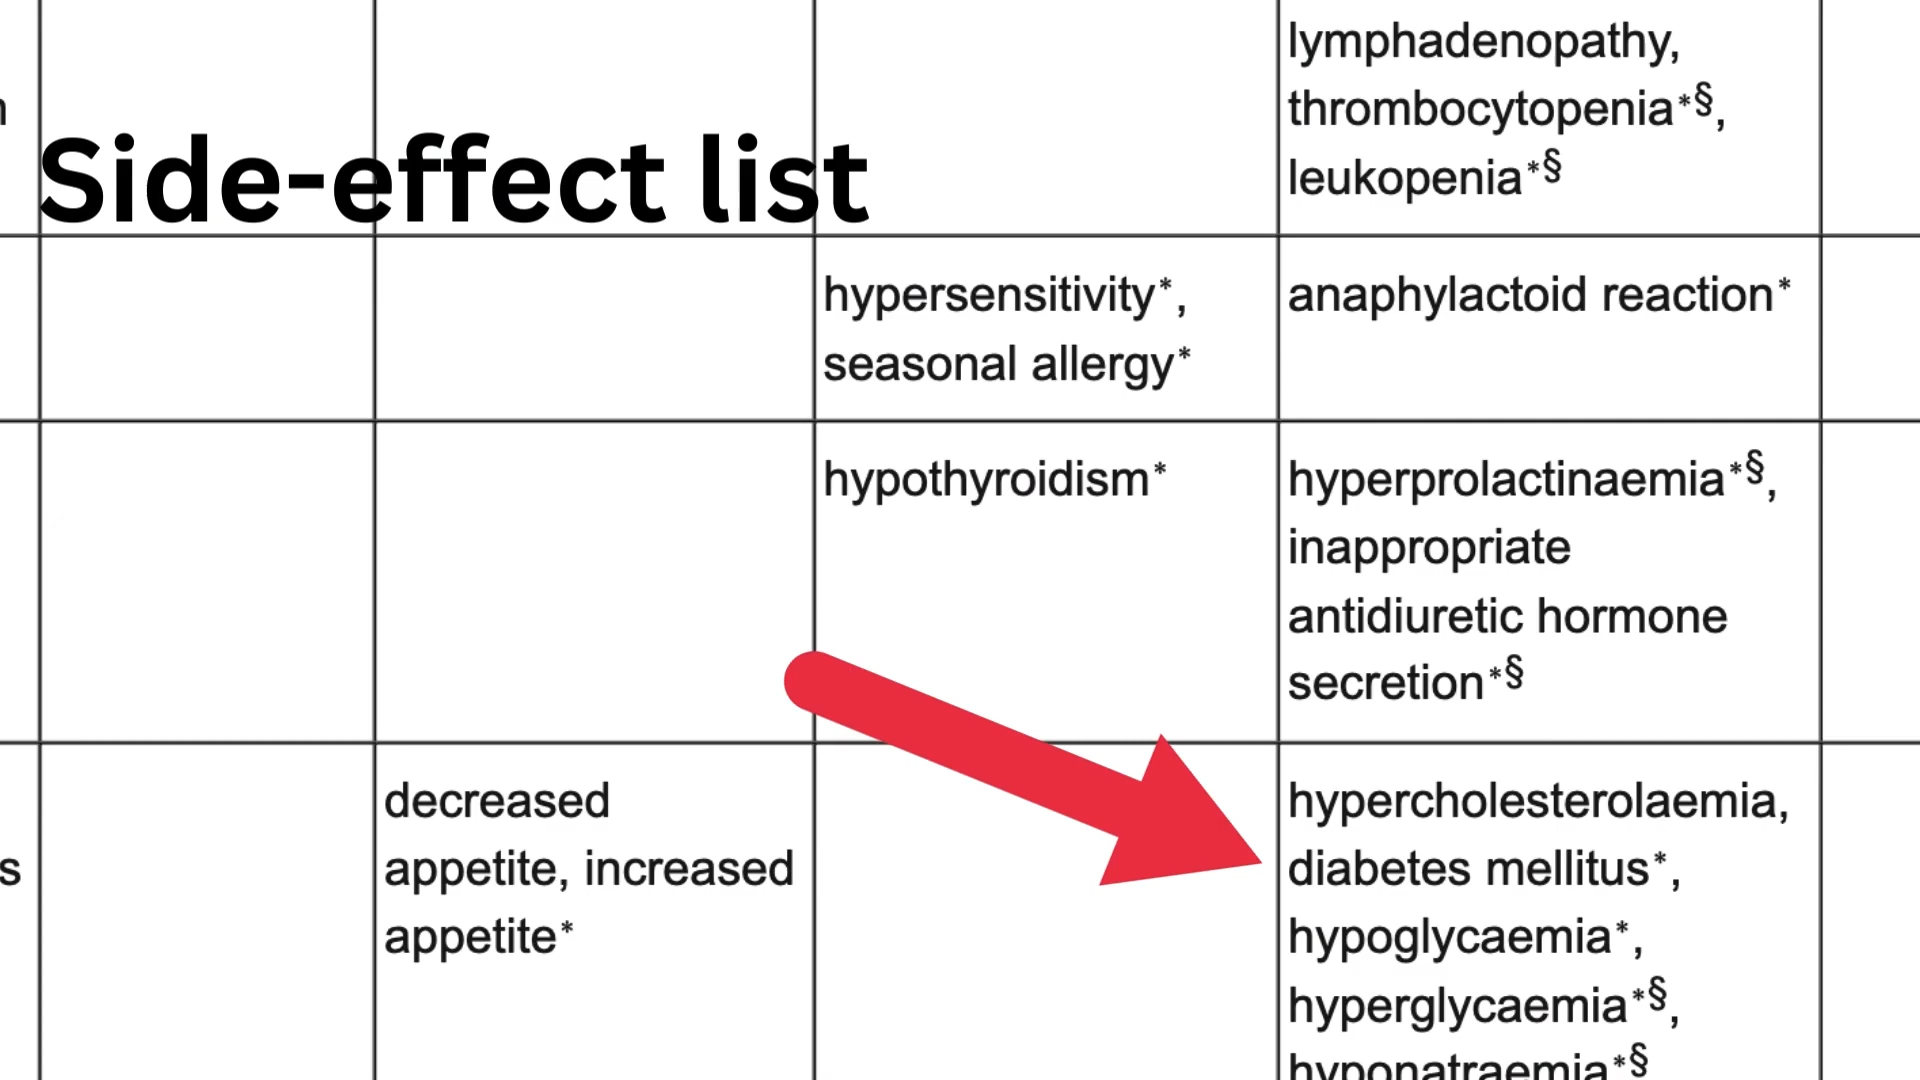 lymphadenopathy,
thrombocytopenia*§,
leukopenia*§
Side-effect list
hypersensitivity*,
seasonal allergy*
anaphylactoid reaction*
hypothyroidism*
hyperprolactinaemia*§,
inappropriate
antidiuretic hormone
secretion*§
decreased
appetite, increased
appetite*
hypercholesterolaemia,
diabetes mellitus*,
hypoglycaemia*,
hyperglycaemia*§,
hyponatraemia*§